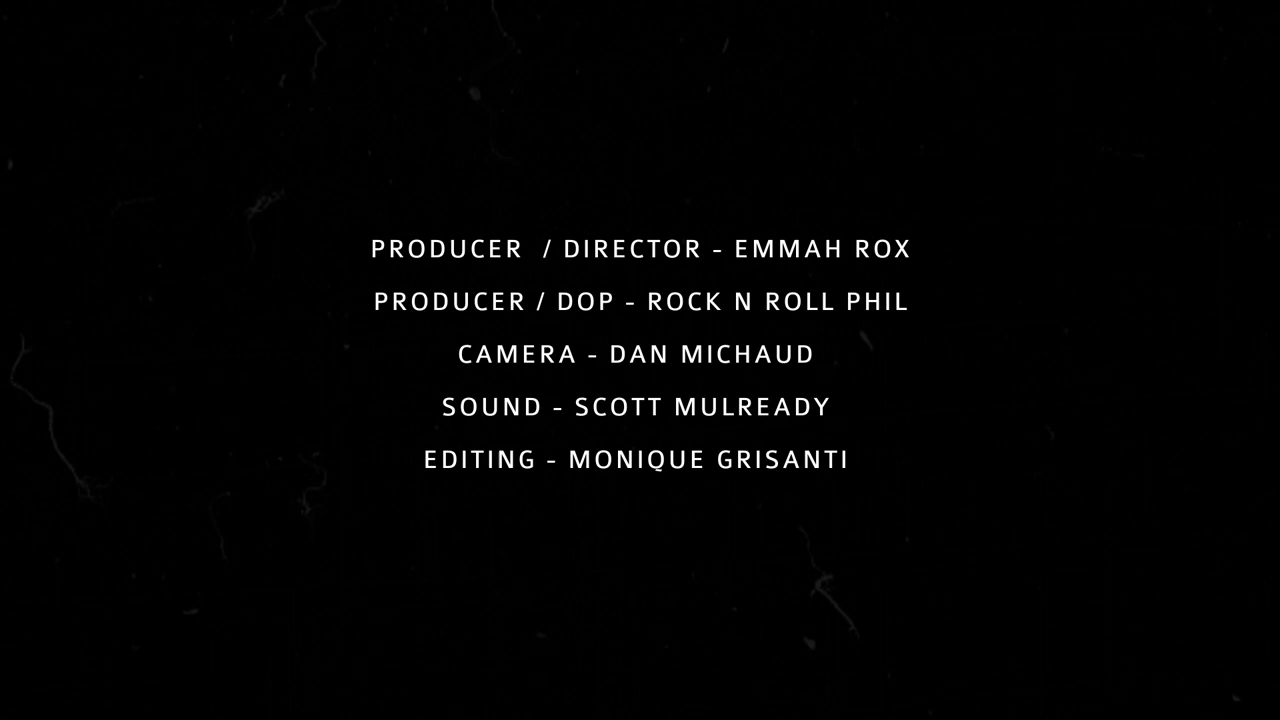 PRODUCER  / DIRECTOR - EMMAH ROX
PRODUCER / DOP - ROCK N ROLL PHIL
CAMERA - DAN MICHAUD
SOUND - SCOTT MULREADY
EDITING - MONIQUE GRISANTI